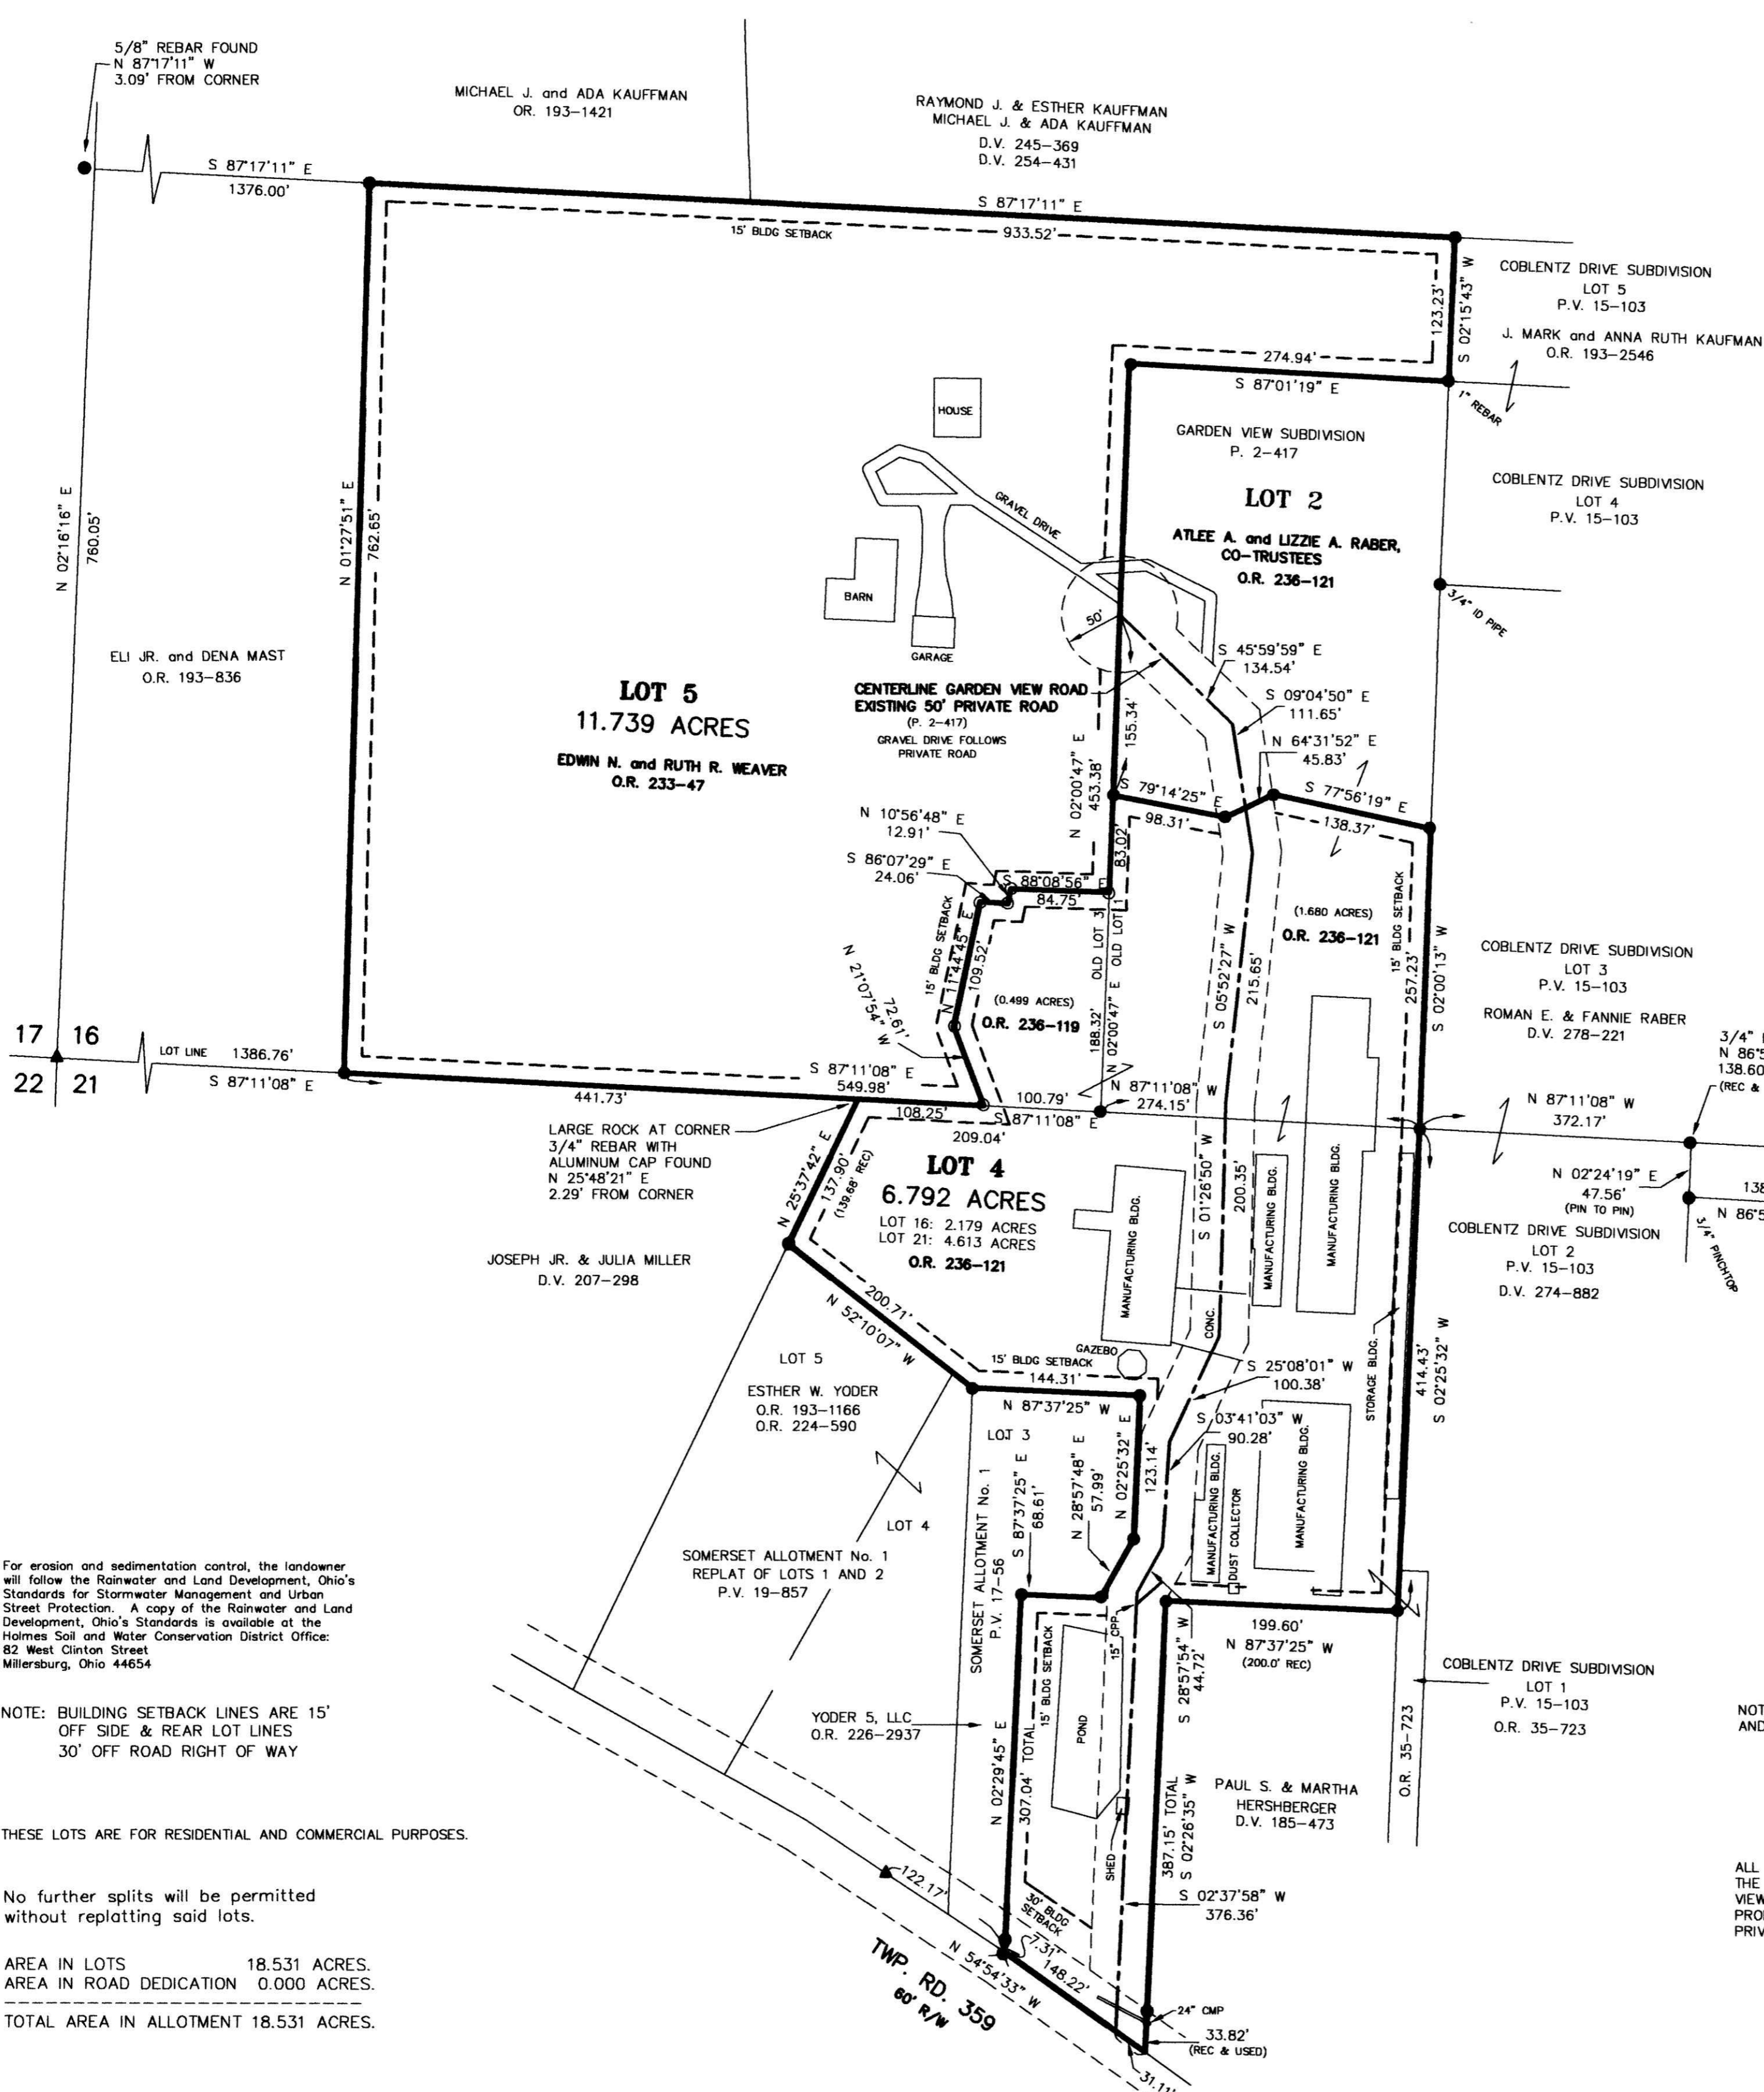 5/8" REBAR FOUND
N 87°17'11" W
3.09' FROM CORNER
MICHAEL J. and ADA KAUFFMAN
OR. 193-1421
RAYMOND J. & ESTHER KAUFFMAN
MICHAEL J. & ADA KAUFFMAN
D.V. 245-369
D.V. 254-431
S 87°17'11" E
1376.00'
S 87°17'11" E
933.52'
15' BLDG SETBACK
COBLENTZ DRIVE SUBDIVISION
LOT 5
P.V. 15-103
S 02°15'43" W
123.23'
J. MARK and ANNA RUTH KAUFMAN
O.R. 193-2546
274.94'
S 87°01'19" E
1" REBAR
HOUSE
GARDEN VIEW SUBDIVISION
P. 2-417
LOT 2
ATLEE A. and LIZZIE A. RABER,
CO-TRUSTEES
O.R. 236-121
COBLENTZ DRIVE SUBDIVISION
LOT 4
P.V. 15-103
GRAVEL DRIVE
N 02°16'16" E
760.05'
N 01°27'51" E
762.65'
BARN
GARAGE
50'
3/4" ID PIPE
ELI JR. and DENA MAST
O.R. 193-836
S 45°59'59" E
134.54'
LOT 5
11.739 ACRES
EDWIN N. and RUTH R. WEAVER
O.R. 233-47
CENTERLINE GARDEN VIEW ROAD
EXISTING 50' PRIVATE ROAD
(P. 2-417)
GRAVEL DRIVE FOLLOWS
PRIVATE ROAD
S 09°04'50" E
111.65'
N 64°31'52" E
45.83'
155.34'
N 02°00'47" E
453.38'
S 79°14'25" E
98.31'
S 77°56'19" E
138.37'
N 10°56'48" E
12.91'
S 86°07'29" E
24.06'
S 88°08'56" E
84.75'
83.02'
15' BLDG SETBACK
N 11°44'45" E
109.52'
N 21°07'54" W
72.61'
(0.499 ACRES)
O.R. 236-119
OLD LOT 3
OLD LOT 1
188.32'
N 02°00'47" E
S 05°52'27" W
215.65'
(1.680 ACRES)
O.R. 236-121
15' BLDG SETBACK
257.23'
S 02°00'13" W
COBLENTZ DRIVE SUBDIVISION
LOT 3
P.V. 15-103
ROMAN E. & FANNIE RABER
D.V. 278-221
3/4"
N 86°5
138.60
(REC &
17 16
22 21
LOT LINE 1386.76'
S 87°11'08" E
S 87°11'08" E
549.98'
441.73'
108.25'
100.79'
S 87°11'08" E
209.04'
N 87°11'08" W
274.15'
N 87°11'08" W
372.17'
LARGE ROCK AT CORNER
3/4" REBAR WITH
ALUMINUM CAP FOUND
N 25°48'21" E
2.29' FROM CORNER
N 25°37'42" E
137.90'
(139.68' REC)
LOT 4
6.792 ACRES
LOT 16: 2.179 ACRES
LOT 21: 4.613 ACRES
O.R. 236-121
MANUFACTURING BLDG.
S 01°26'50" W
200.35'
MANUFACTURING BLDG.
MANUFACTURING BLDG.
N 02°24'19" E
47.56'
(PIN TO PIN)
138
N 86°5
3/4" PINCHTOP
COBLENTZ DRIVE SUBDIVISION
LOT 2
P.V. 15-103
D.V. 274-882
JOSEPH JR. & JULIA MILLER
D.V. 207-298
200.71'
N 52°10'07" W
CONC.
GAZEBO
15' BLDG SETBACK
144.31'
N 87°37'25" W
S 25°08'01" W
100.38'
STORAGE BLDG.
414.43'
S 02°25'32" W
LOT 5
ESTHER W. YODER
O.R. 193-1166
O.R. 224-590
LOT 3
S 03°41'03" W
90.28'
N 02°25'32" E
123.14'
N 28°57'48" E
57.99'
S 87°37'25" E
68.61'
MANUFACTURING BLDG.
DUST COLLECTOR
MANUFACTURING BLDG.
LOT 4
SOMERSET ALLOTMENT No. 1
REPLAT OF LOTS 1 AND 2
P.V. 19-857
SOMERSET ALLOTMENT No. 1
P.V. 17-56
For erosion and sedimentation control, the landowner
will follow the Rainwater and Land Development, Ohio's
Standards for Stormwater Management and Urban
Street Protection. A copy of the Rainwater and Land
Development, Ohio's Standards is available at the
Holmes Soil and Water Conservation District Office:
82 West Clinton Street
Millersburg, Ohio 44654
15" CPP
15' BLDG SETBACK
S 28°57'54" W
44.72'
199.60'
N 87°37'25" W
(200.0' REC)
COBLENTZ DRIVE SUBDIVISION
LOT 1
P.V. 15-103
O.R. 35-723
O.R. 35-723
NOTE: BUILDING SETBACK LINES ARE 15'
OFF SIDE & REAR LOT LINES
30' OFF ROAD RIGHT OF WAY
YODER 5, LLC
O.R. 226-2937
N 02°29'45" E
307.04' TOTAL
POND
SHED
PAUL S. & MARTHA
HERSHBERGER
D.V. 185-473
387.15' TOTAL
S 02°26'35" W
NOT
AND
THESE LOTS ARE FOR RESIDENTIAL AND COMMERCIAL PURPOSES.
S 02°37'58" W
376.36'
ALL
THE
VIEW
PRO
PRIV
No further splits will be permitted
without replatting said lots.
122.17'
30' BLDG
SETBACK
7.31'
148.22'
N 54°54'33" W
TWP. RD. 359
60' R/W
24" CMP
33.82'
(REC & USED)
31.11'
AREA IN LOTS 18.531 ACRES.
AREA IN ROAD DEDICATION 0.000 ACRES.
TOTAL AREA IN ALLOTMENT 18.531 ACRES.